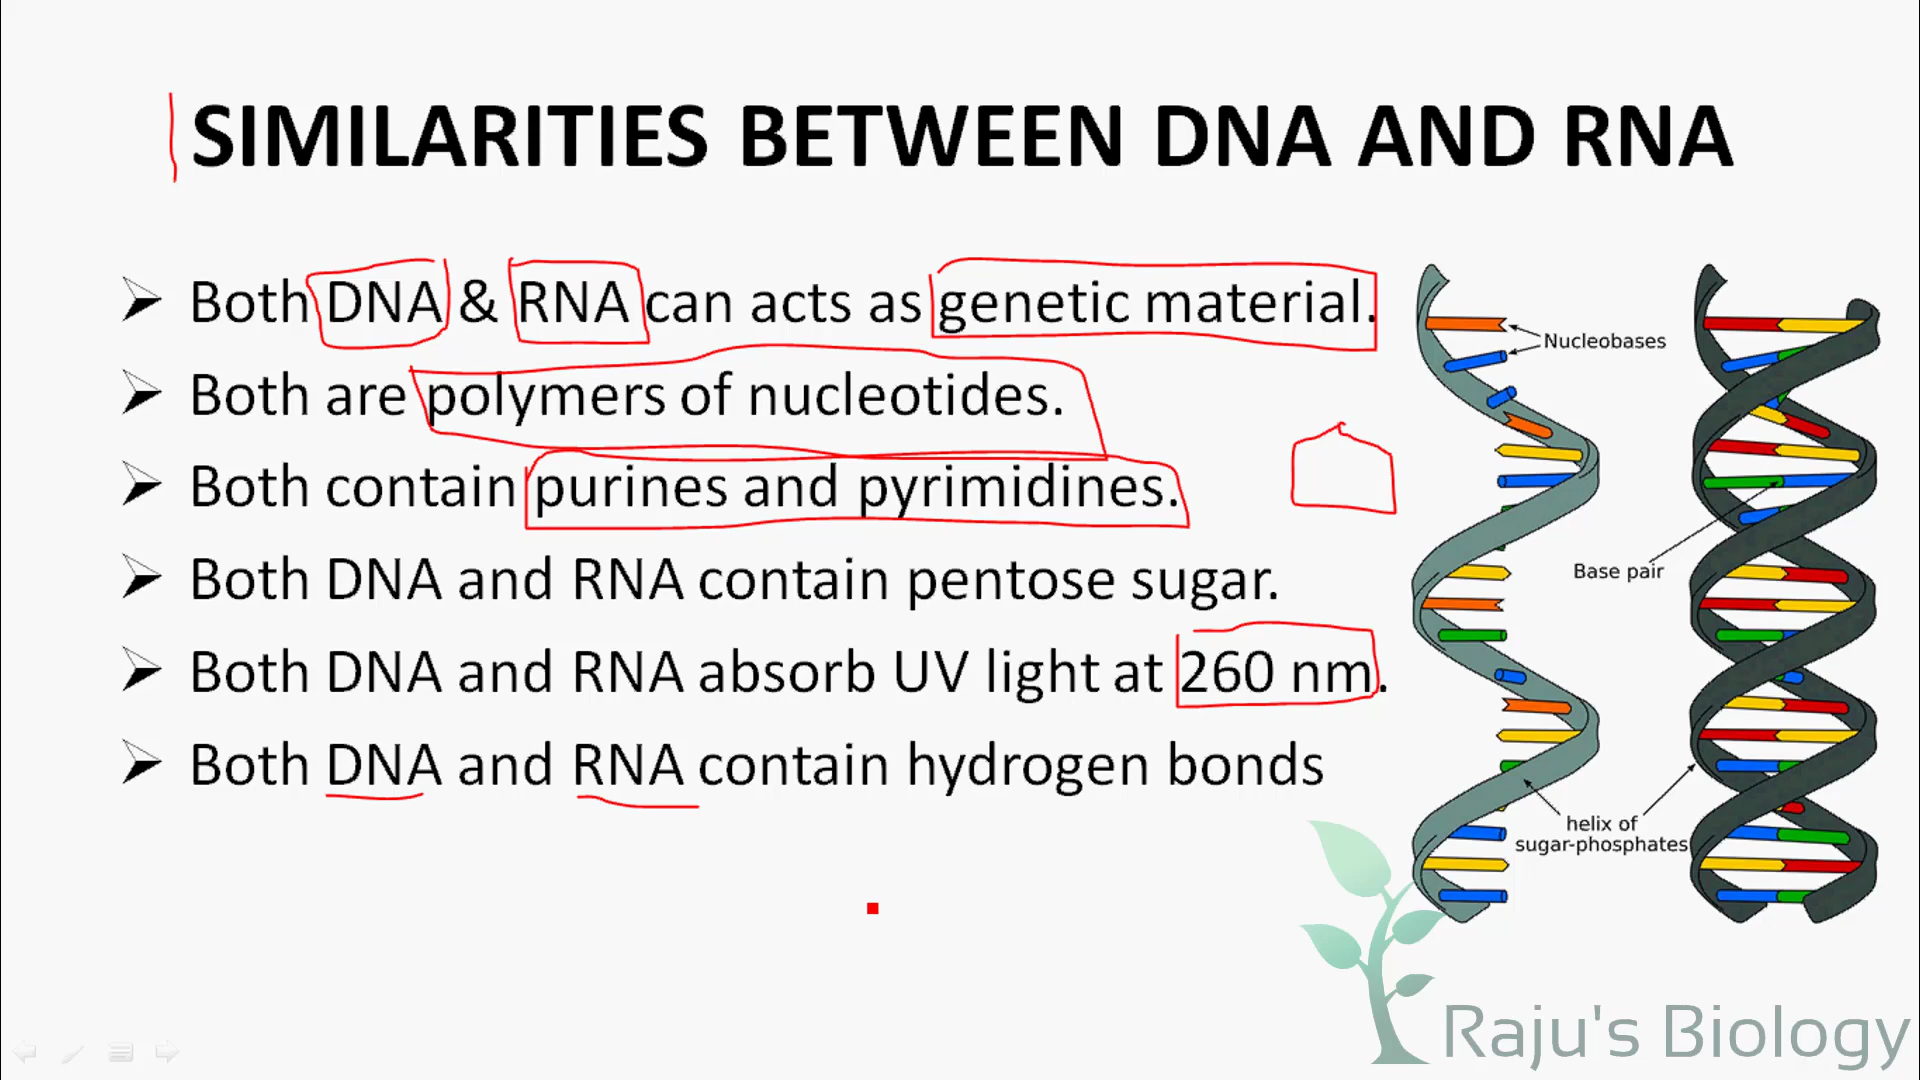 SIMILARITIES BETWEEN DNA AND RNA
Both DNA & RNA can acts as genetic material.
Both are polymers of nucleotides.
Both contain purines and pyrimidines.
Both DNA and RNA contain pentose sugar.
Both DNA and RNA absorb UV light at 260 nm.
Both DNA and RNA contain hydrogen bonds
Nucleobases
Base pair
helix of
sugar-phosphates
Raju's Biology